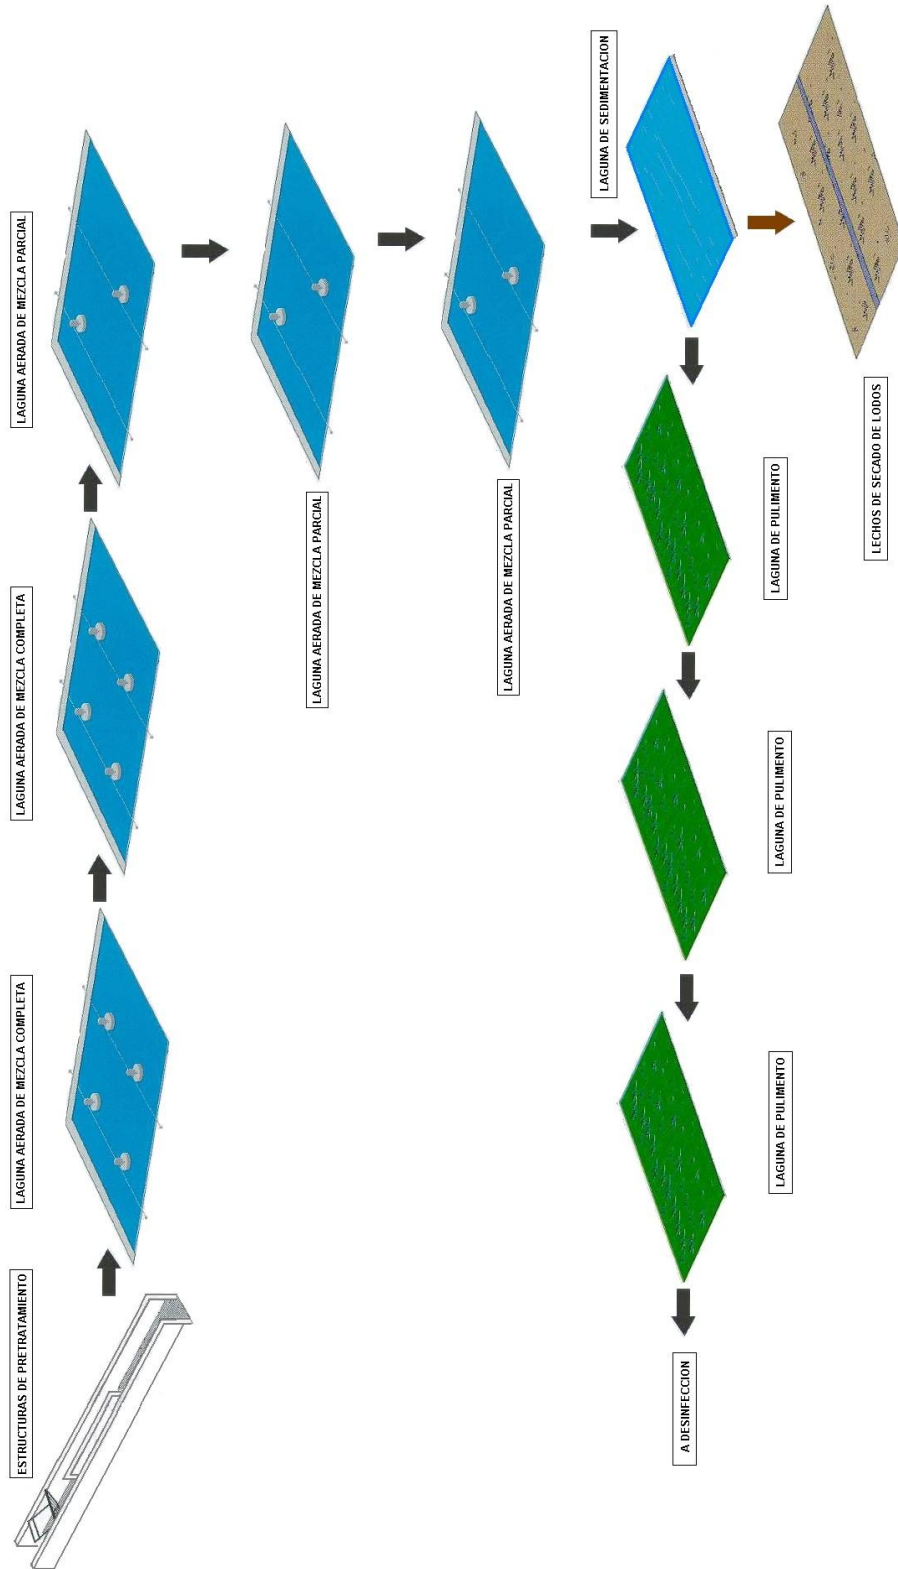 ESTRUCTURAS DE PRETRATAMIENTO
LAGUNA AERADA DE MEZCLA COMPLETA
LAGUNA AERADA DE MEZCLA COMPLETA
LAGUNA AERADA DE MEZCLA PARCIAL
LAGUNA AERADA DE MEZCLA PARCIAL
LAGUNA AERADA DE MEZCLA PARCIAL
LAGUNA DE SEDIMENTACION
LECHOS DE SECADO DE LODOS
LAGUNA DE PULIMENTO
LAGUNA DE PULIMENTO
LAGUNA DE PULIMENTO
A DESINFECCION